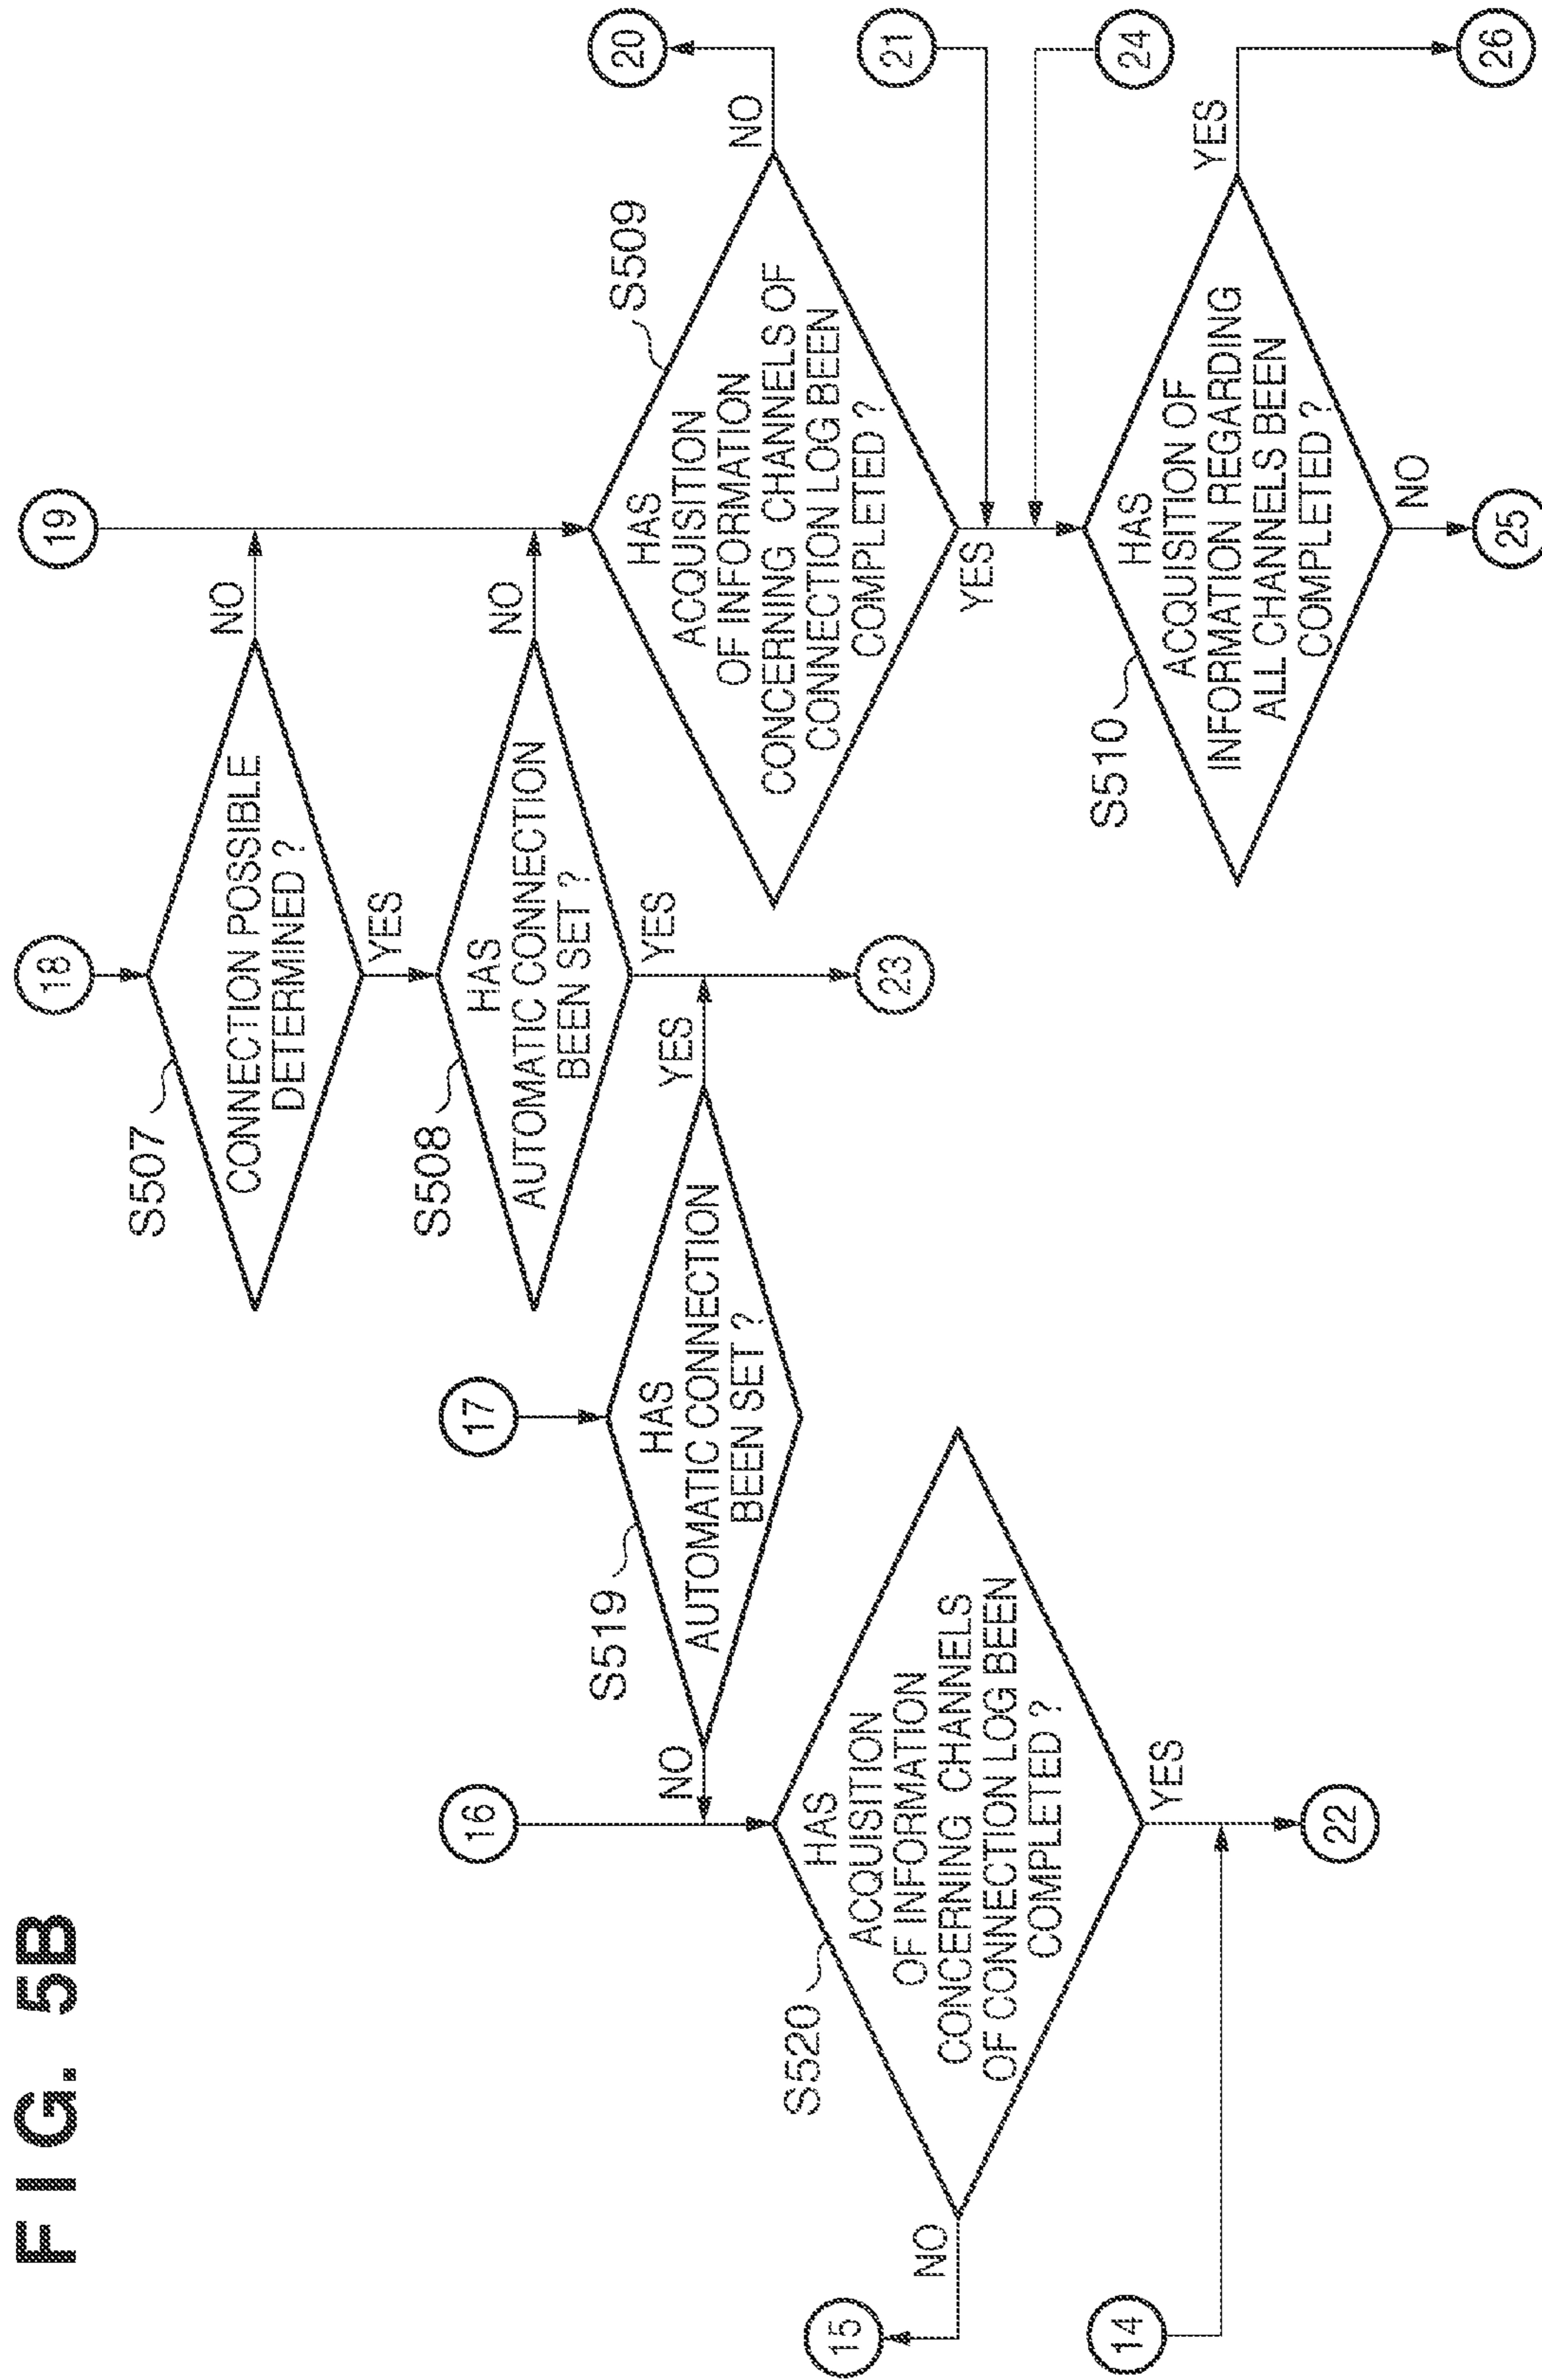 FIG. 5B
18
19
S507
CONNECTION POSSIBLE
DETERMINED ?
NO
YES
S508
HAS
AUTOMATIC CONNECTION
BEEN SET ?
NO
YES
16
17
S519
HAS
AUTOMATIC CONNECTION
BEEN SET ?
NO
YES
23
S509
HAS
ACQUISITION
OF INFORMATION
CONCERNING CHANNELS OF
CONNECTION LOG BEEN
COMPLETED ?
NO
20
YES
S520
HAS
ACQUISITION
OF INFORMATION
CONCERNING CHANNELS
OF CONNECTION LOG BEEN
COMPLETED ?
NO
15
YES
14
22
21
24
S510
HAS
ACQUISITION OF
INFORMATION REGARDING
ALL CHANNELS BEEN
COMPLETED ?
YES
NO
25
26